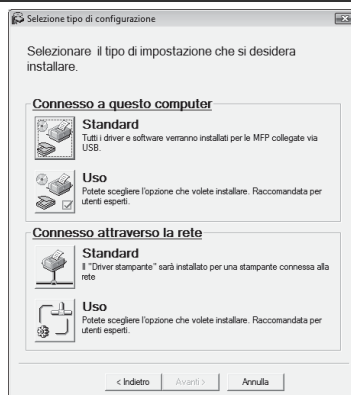 Selezione tipo di configurazione
Selezionare il tipo di impostazione che si desidera
installare.
Connesso a questo computer
Standard
Tutti i driver e software verranno installati per le MFP collegate via
USB.
Uso
Potete scegliere l'opzione che volete installare. Raccomandata per
utenti esperti.
Connesso attraverso la rete
Standard
Il "Driver stampante" sarà installato per una stampante connessa alla
rete
Uso
Potete scegliere l'opzione che volete installare. Raccomandata per
utenti esperti.
< Indietro Avanti > Annulla